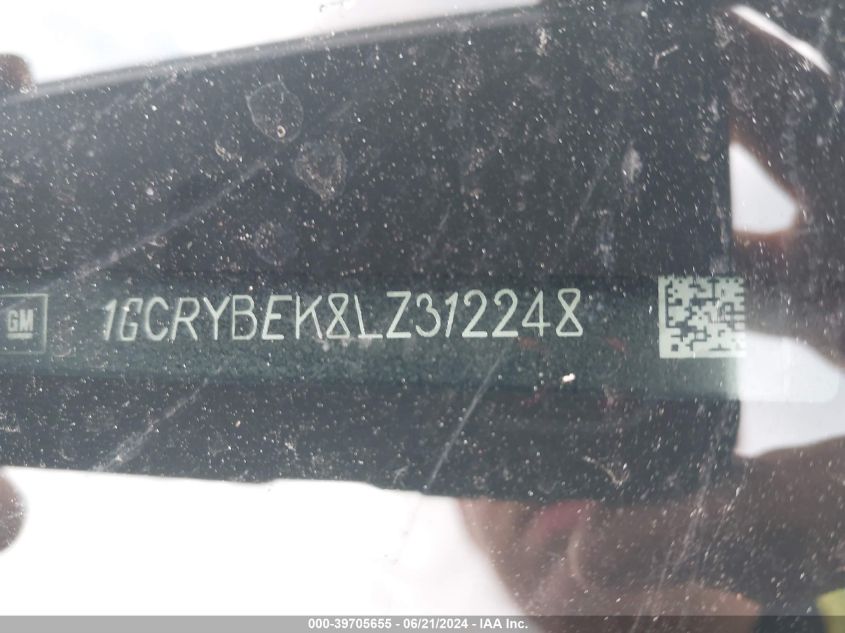 GM 1GCRYBEK8LZ312248
000-39705655 / 06/21/2024 - IAA Inc.